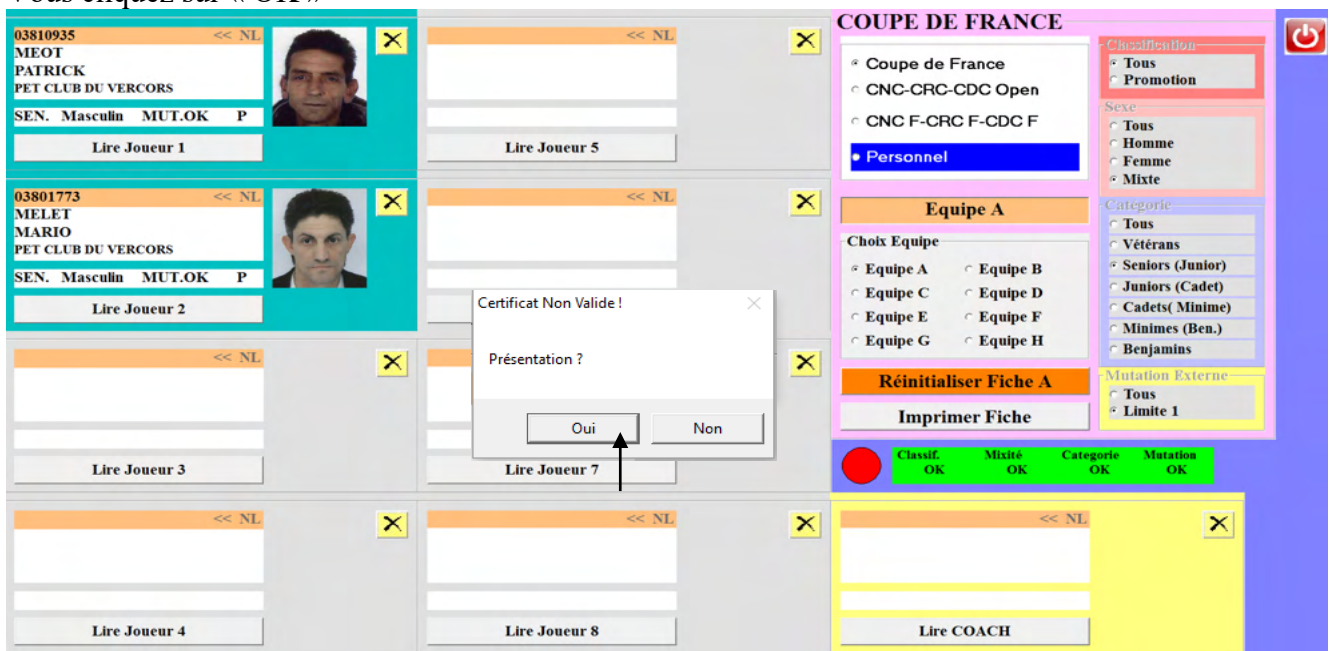 Vous cliquez sur « OK »
03810935 << NL
MEOT
PATRICK
PET CLUB DU VERCORS
SEN. Masculin MUT.OK P
Lire Joueur 1
<< NL
Lire Joueur 5
03801773 << NL
MELET
MARIO
PET CLUB DU VERCORS
SEN. Masculin MUT.OK P
Lire Joueur 2
<< NL
Certificat Non Valide !
Présentation ?
Oui Non
<< NL
Lire Joueur 3
Lire Joueur 7
<< NL
Lire Joueur 4
<< NL
Lire Joueur 8
COUPE DE FRANCE
Coupe de France
CNC-CRC-CDC Open
CNC F-CRC F-CDC F
Personnel
Equipe A
Choix Equipe
Equipe A Equipe B
Equipe C Equipe D
Equipe E Equipe F
Equipe G Equipe H
Réinitialiser Fiche A
Imprimer Fiche
Classification
Tous
Promotion
Sexe
Tous
Homme
Femme
Mixte
Catégorie
Tous
Vétérans
Seniors (Junior)
Juniors (Cadet)
Cadets( Minime)
Minimes (Ben.)
Benjamins
Mutation Externe
Tous
Limite 1
Classif. Mixité Categorie Mutation
OK OK OK OK
<< NL
Lire COACH